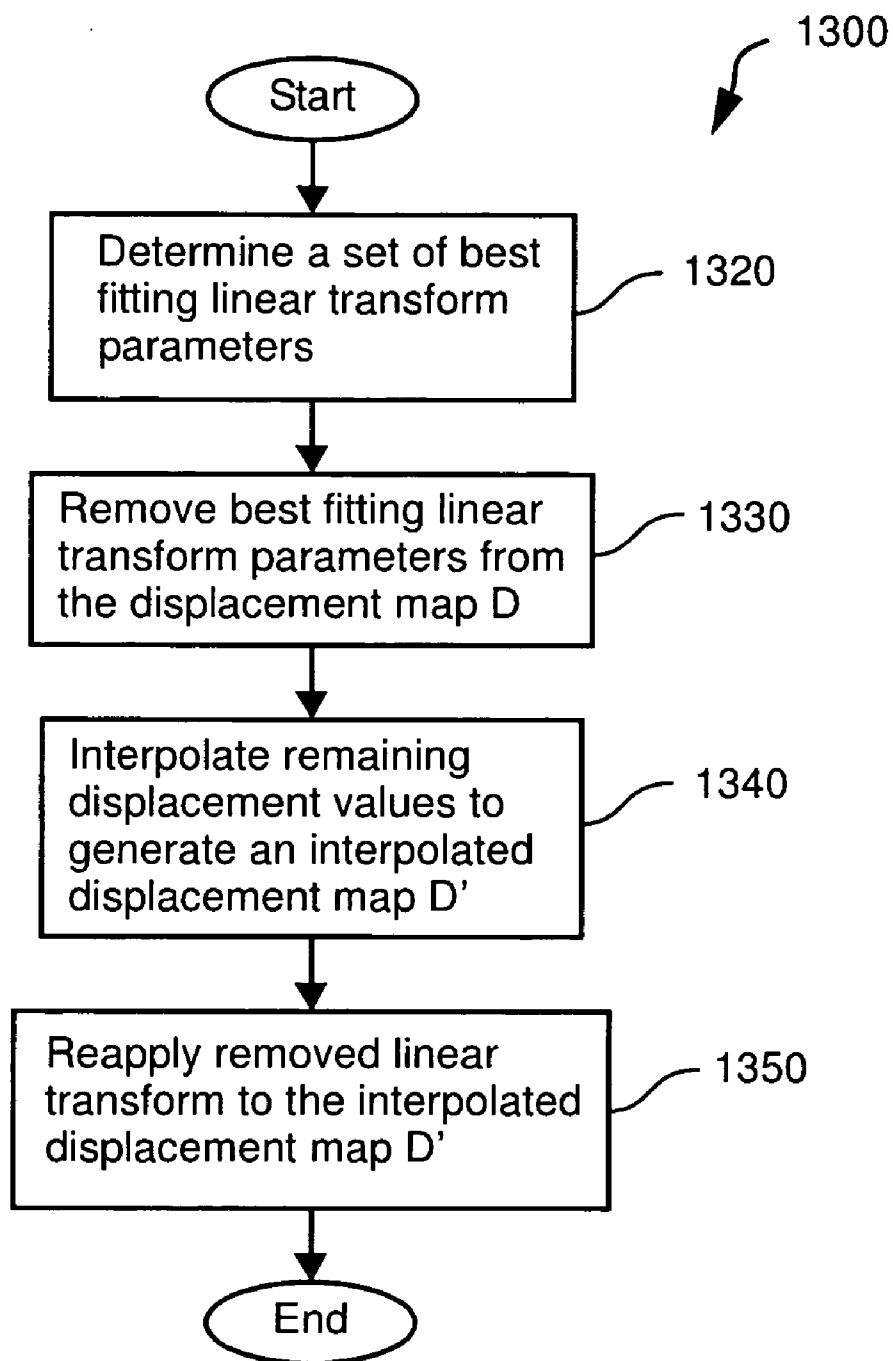 1300
Start
Determine a set of best
fitting linear transform
parameters
1320
Remove best fitting linear
transform parameters from
the displacement map D
1330
Interpolate remaining
displacement values to
generate an interpolated
displacement map D'
1340
Reapply removed linear
transform to the interpolated
displacement map D'
1350
End